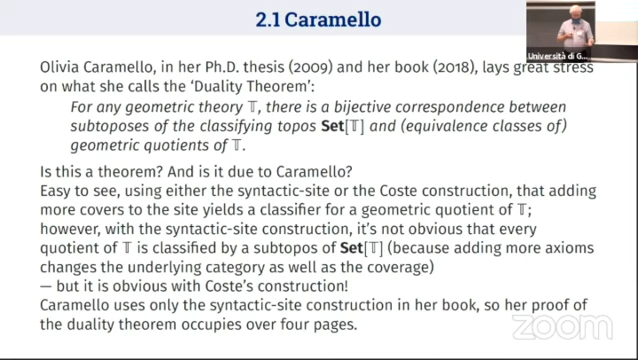 2.1 Caramello
Università di G...
Olivia Caramello, in her Ph.D. thesis (2009) and her book (2018), lays great stress
on what she calls the ‘Duality Theorem’:
For any geometric theory 𝕋, there is a bijective correspondence between
subtoposes of the classifying topos Set[𝕋] and (equivalence classes of)
geometric quotients of 𝕋.
Is this a theorem? And is it due to Caramello?
Easy to see, using either the syntactic-site or the Coste construction, that adding
more covers to the site yields a classifier for a geometric quotient of 𝕋;
however, with the syntactic-site construction, it's not obvious that every
quotient of 𝕋 is classified by a subtopos of Set[𝕋] (because adding more axioms
changes the underlying category as well as the coverage)
— but it is obvious with Coste's construction!
Caramello uses only the syntactic-site construction in her book, so her proof of
the duality theorem occupies over four pages.
zoom